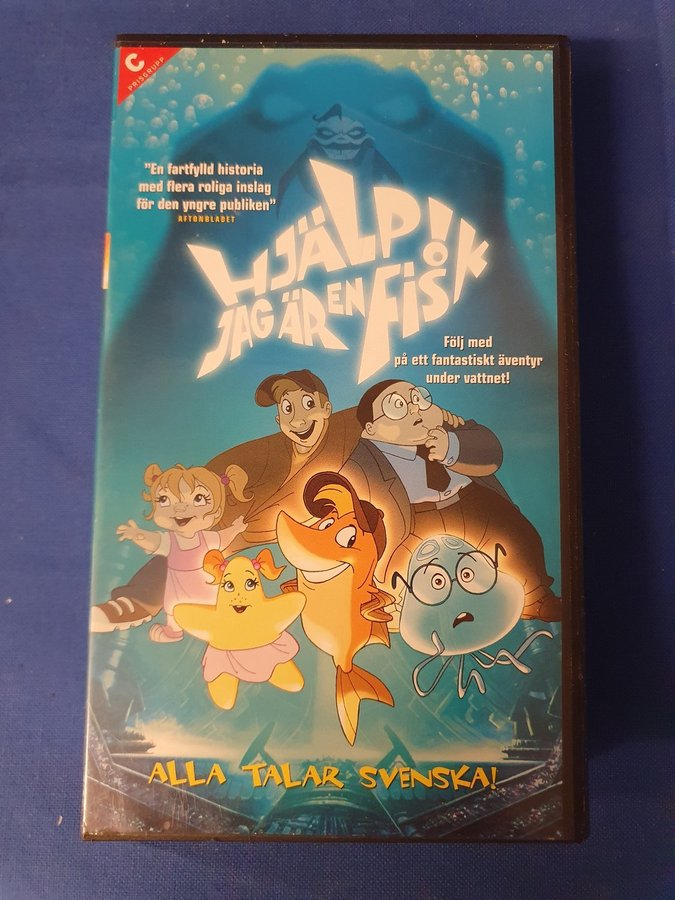 C
PRISGRUPP
"En fartfylld historia
med flera roliga inslag
för den yngre publiken"
AFTONBLADET
HJÄLP!
JAG ÄR EN FISK
Följ med
på ett fantastiskt äventyr
under vattnet!
ALLA TALAR SVENSKA!